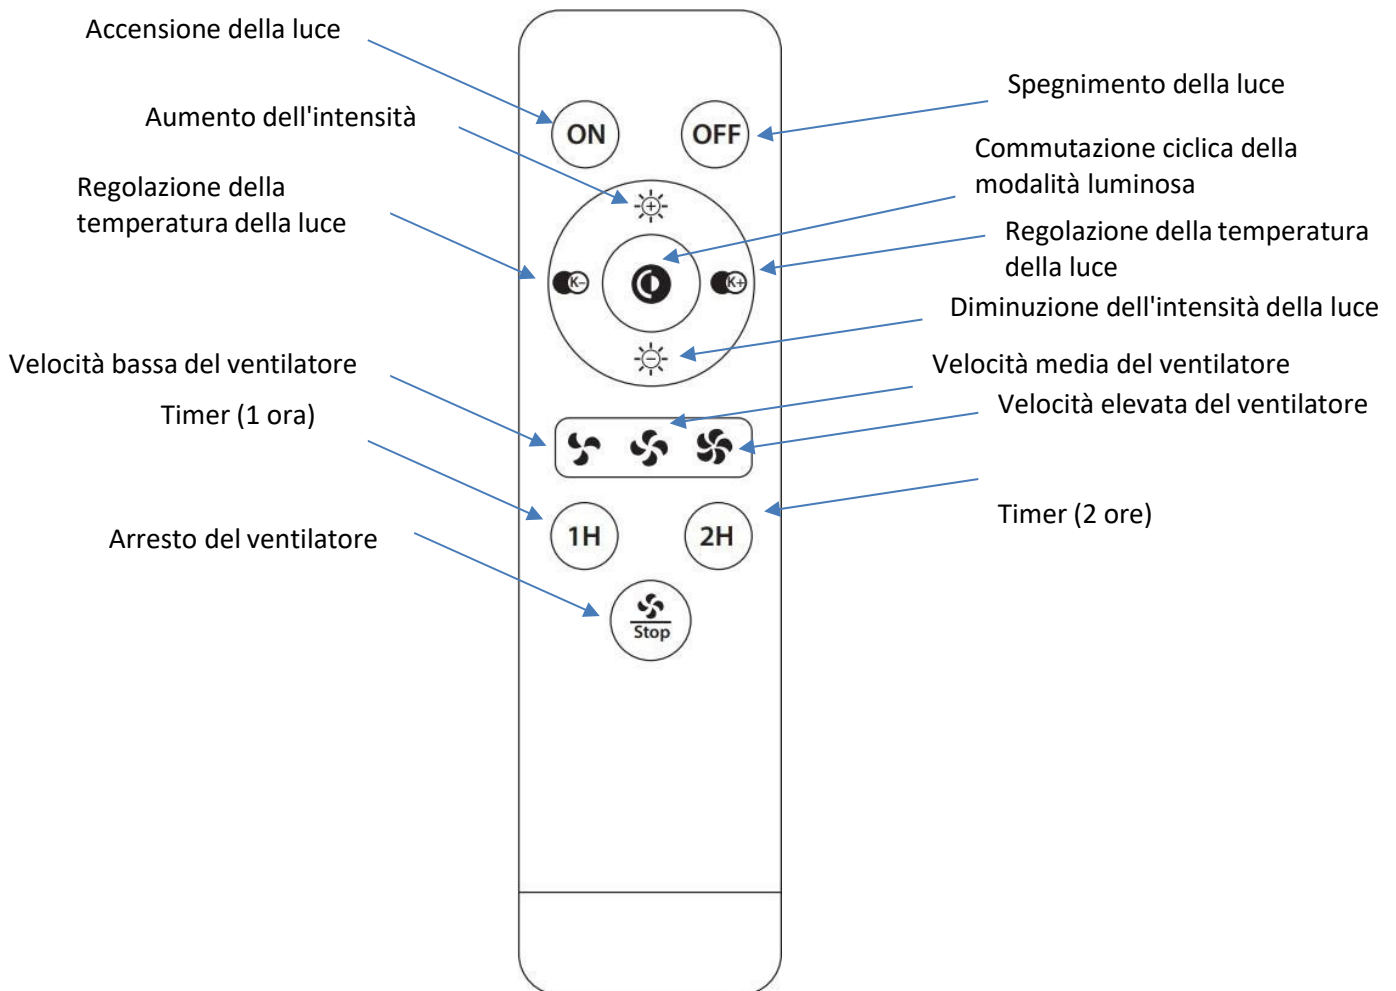 Accensione della luce
Spegnimento della luce
Aumento dell'intensità
ON
OFF
Commutazione ciclica della
modalità luminosa
Regolazione della
temperatura della luce
Regolazione della temperatura
della luce
K-
K+
Diminuzione dell'intensità della luce
Velocità bassa del ventilatore
Velocità media del ventilatore
Timer (1 ora)
Velocità elevata del ventilatore
1H
2H
Timer (2 ore)
Arresto del ventilatore
Stop